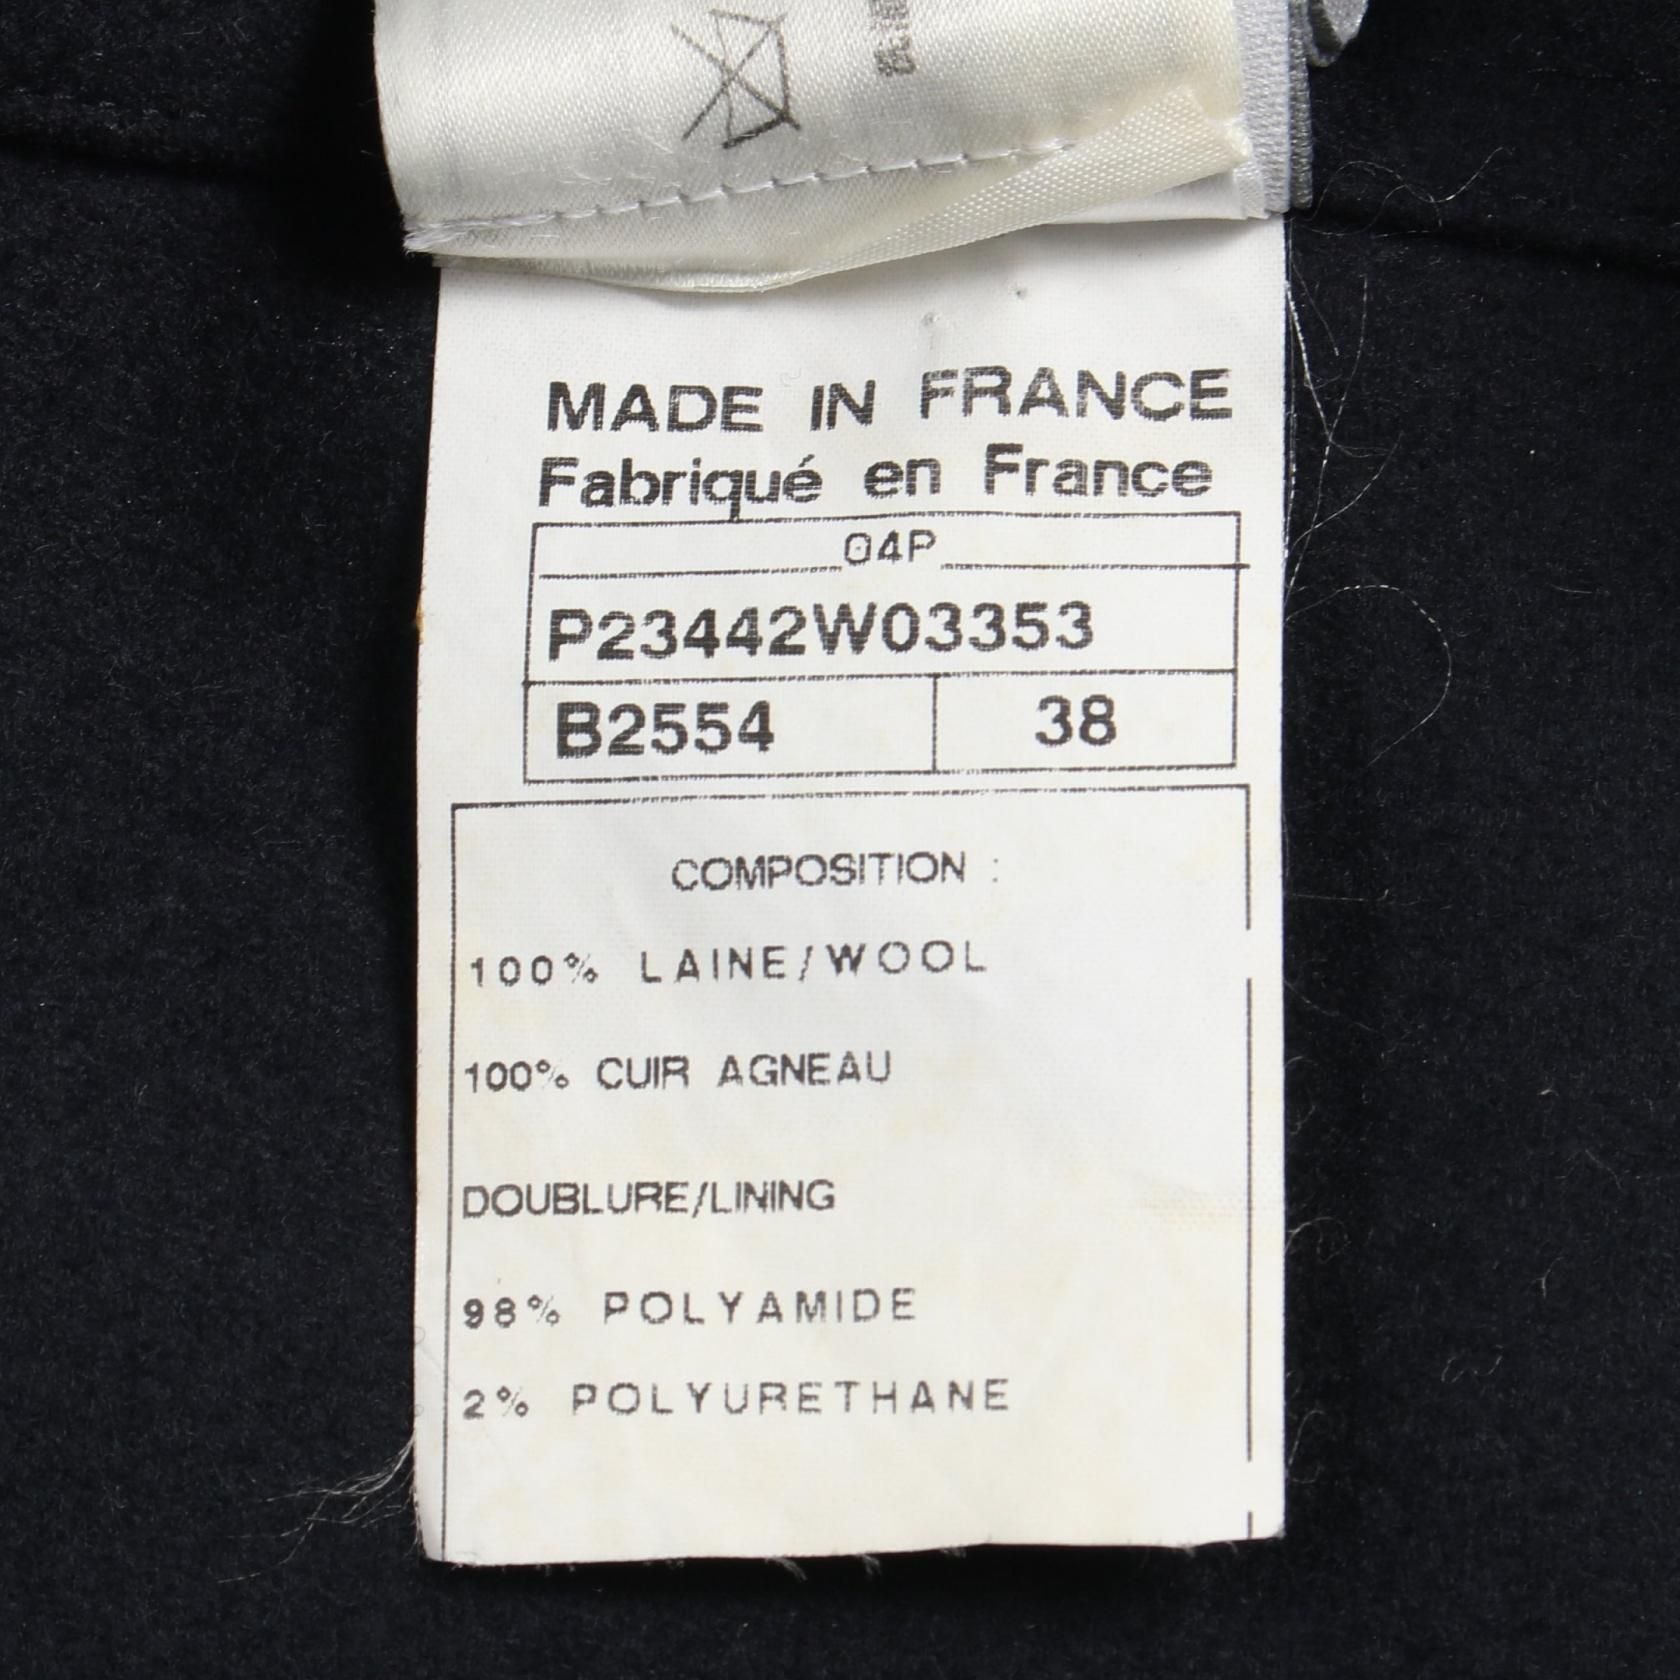 MADE IN FRANCE
Fabriqué en France
04P
P23442W03353
B2554 38
COMPOSITION :
100% LAINE/WOOL
100% CUIR AGNEAU
DOUBLURE/LINING
98% POLYAMIDE
2% POLYURETHANE